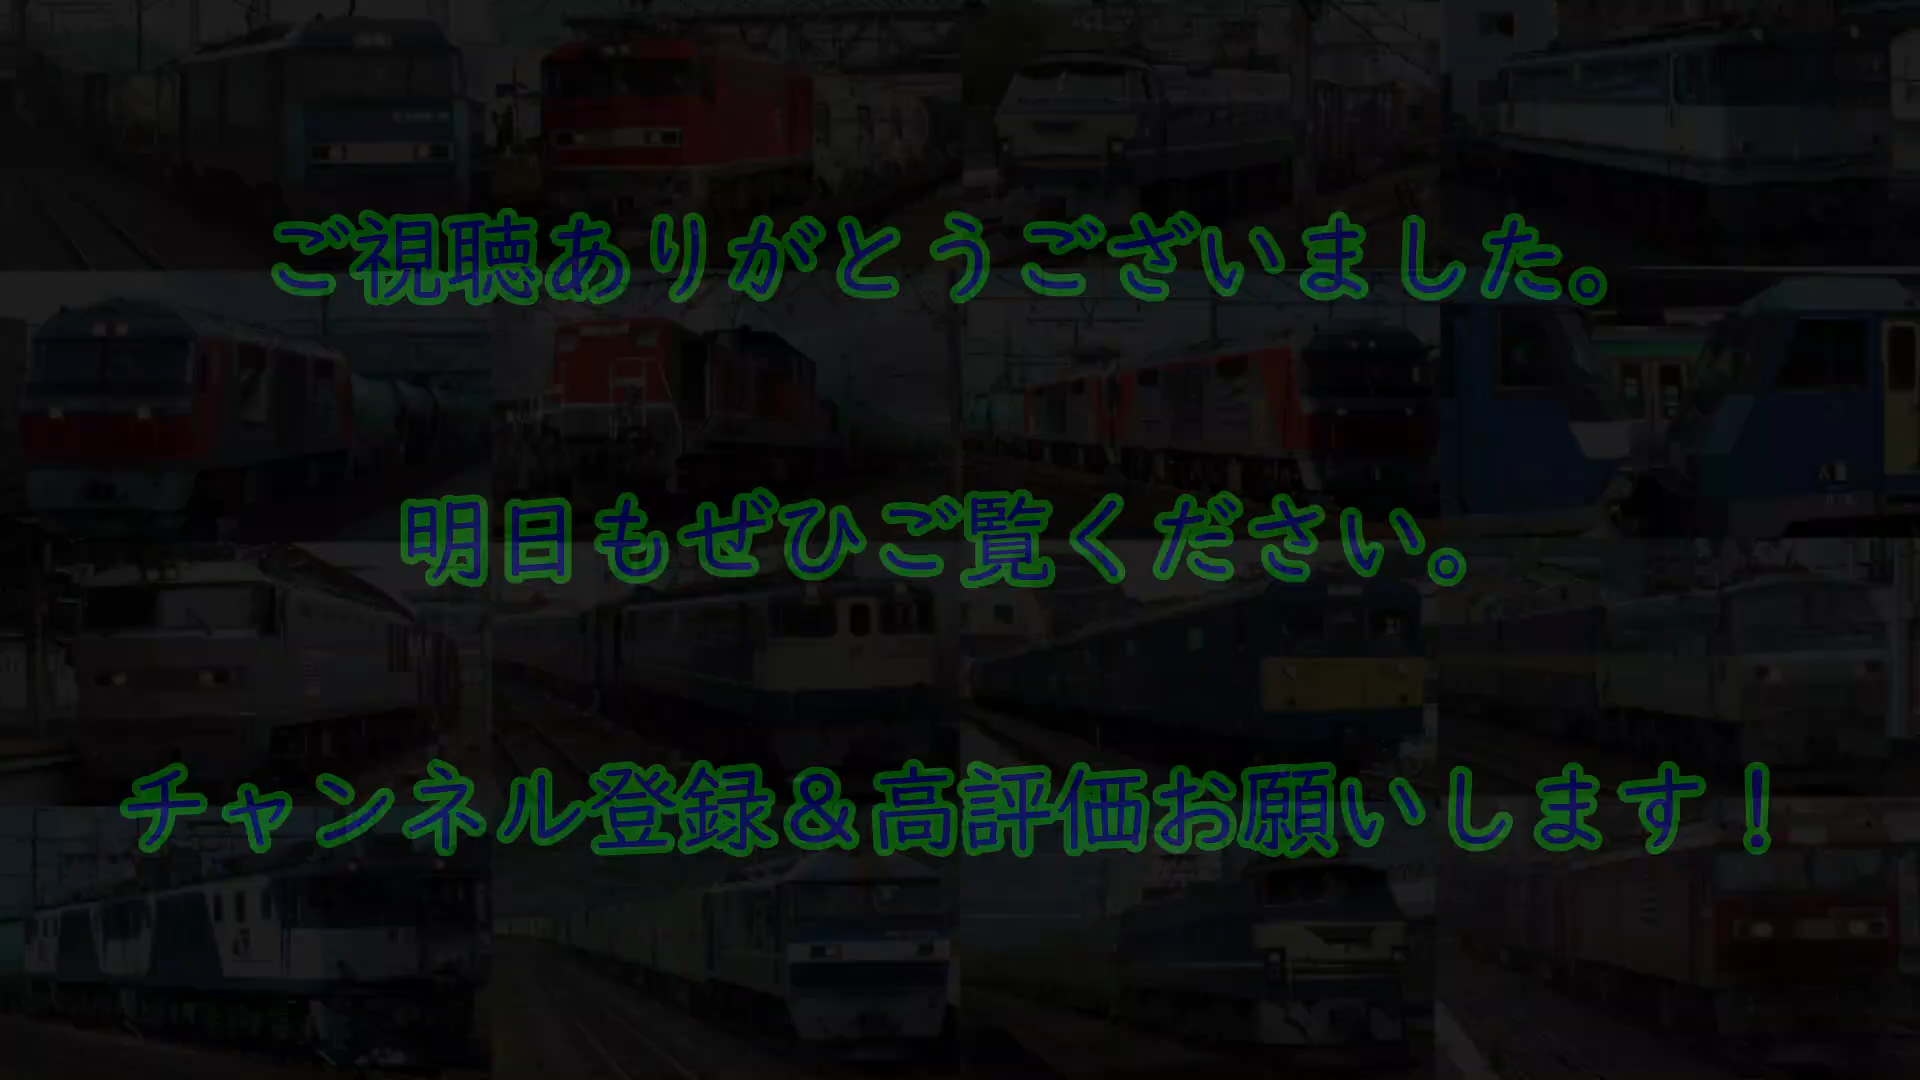 ご視聴ありがとうございました。
明日もぜひご覧ください。
チャンネル登録＆高評価お願いします！